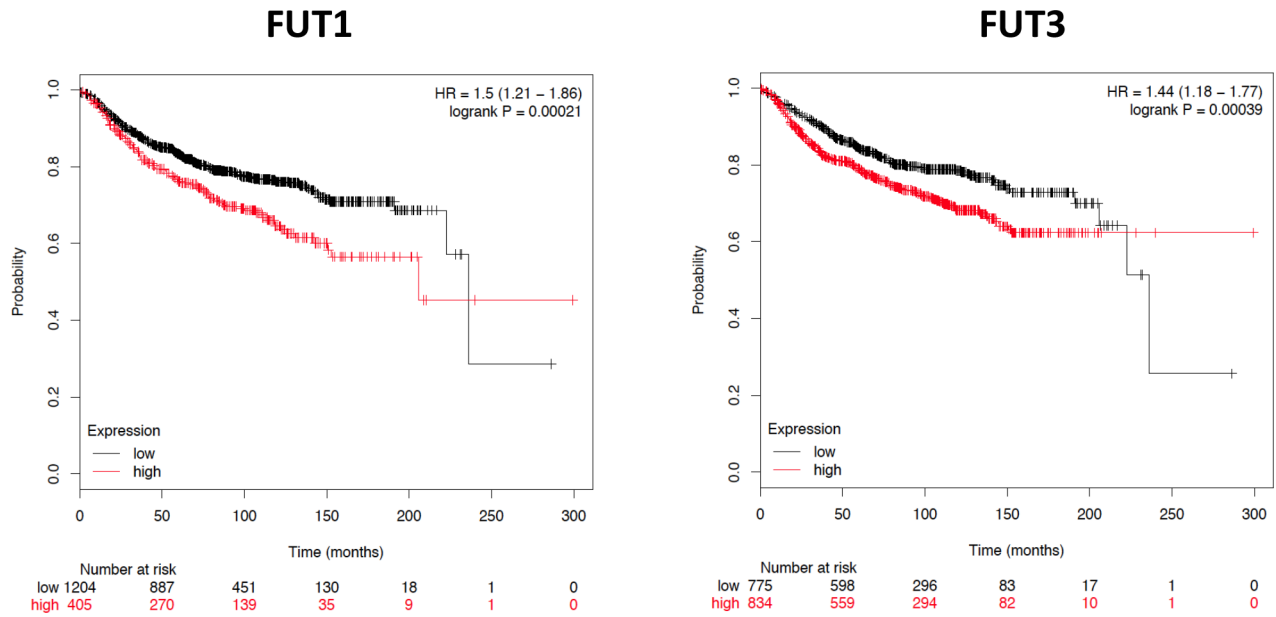 FUT1
HR = 1.5 (1.21 − 1.86)
logrank P = 0.00021
Probability
1.0
0.8
0.6
0.4
0.2
0.0
Expression
low
high
0 50 100 150 200 250 300
Time (months)
Number at risk
low 1204 887 451 130 18 1 0
high 405 270 139 35 9 1 0
FUT3
HR = 1.44 (1.18 − 1.77)
logrank P = 0.00039
Probability
1.0
0.8
0.6
0.4
0.2
0.0
Expression
low
high
0 50 100 150 200 250 300
Time (months)
Number at risk
low 775 598 296 83 17 1 0
high 834 559 294 82 10 1 0